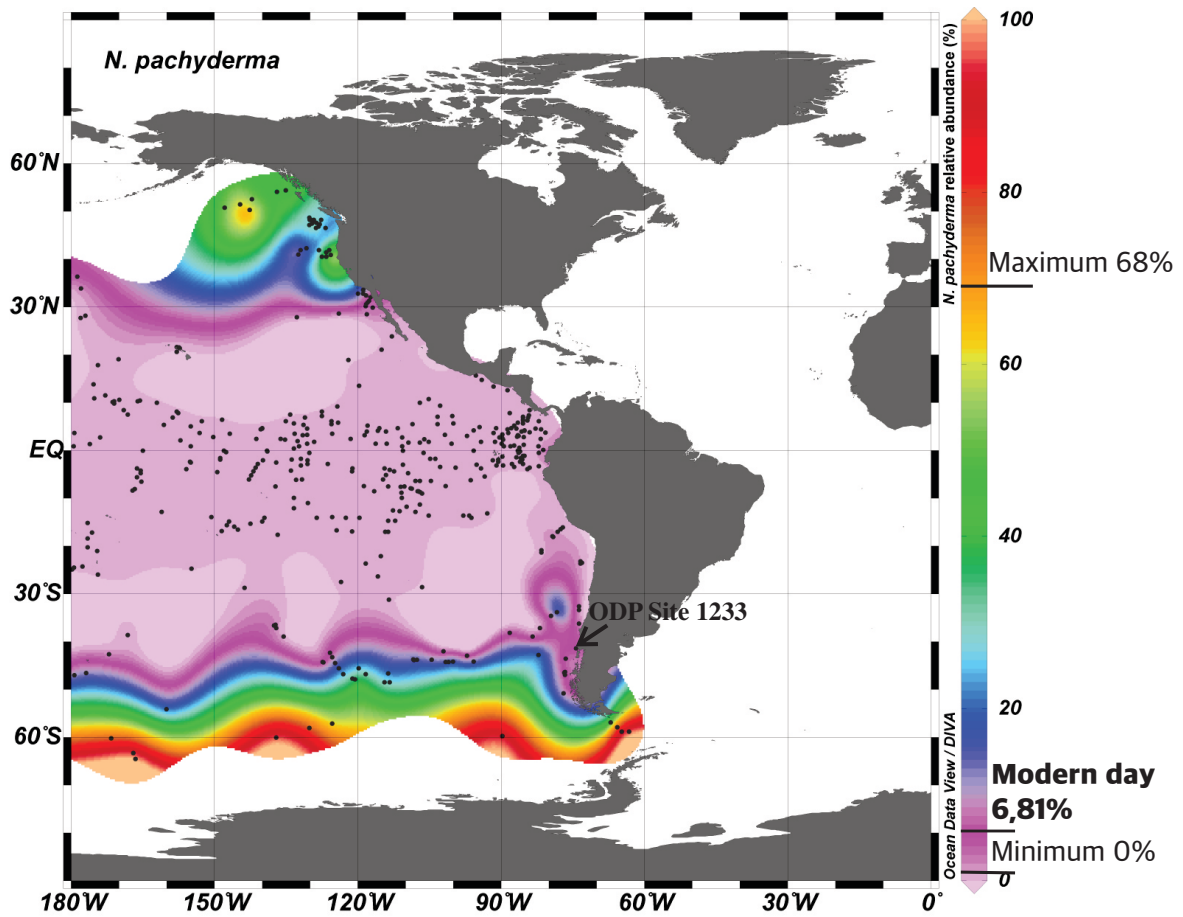 N. pachyderma
60°N
30°N
EQ
30°S
60°S
180°W
150°W
120°W
90°W
60°W
30°W
0°
ODP Site 1233
N. pachyderma relative abundance (%)
Ocean Data View / DIVA
100
80
Maximum 68%
60
40
20
Modern day
6,81%
Minimum 0%
0